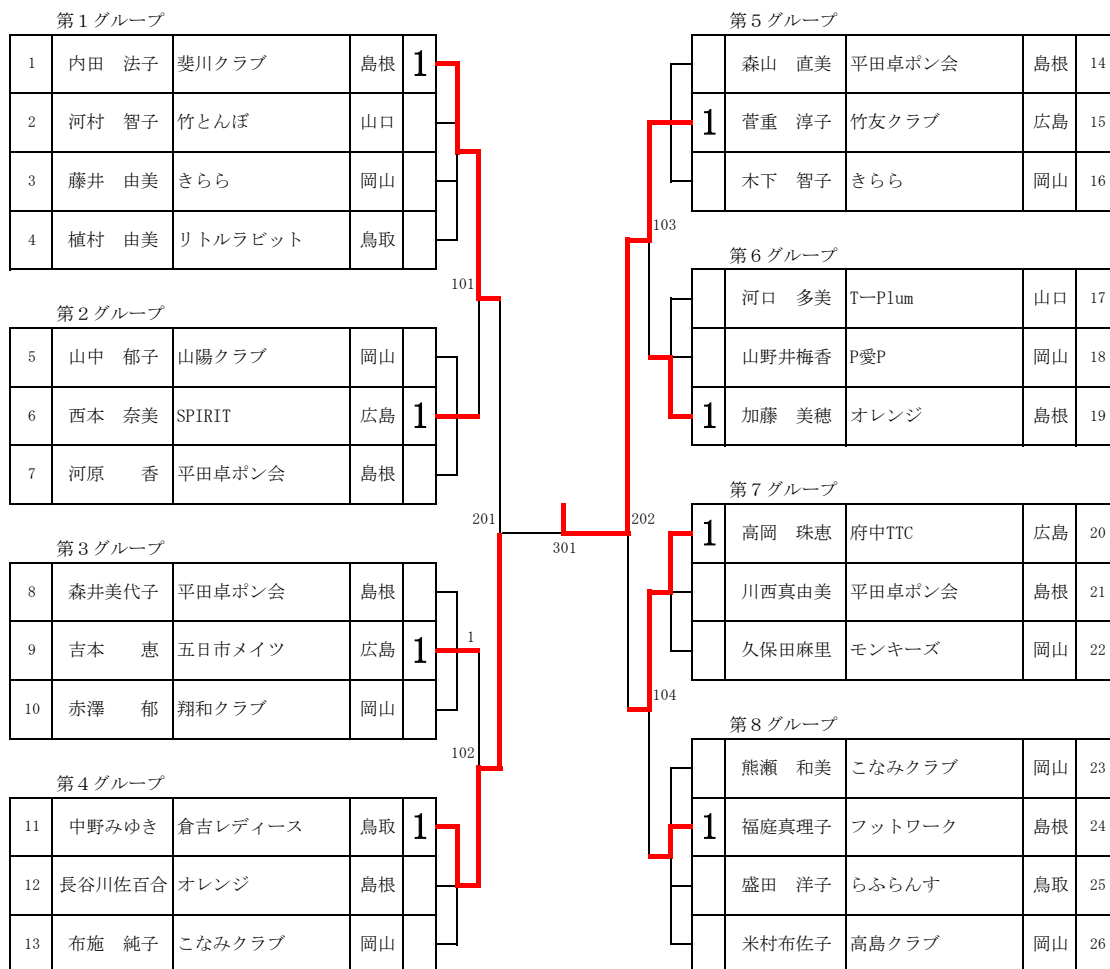 第１グループ
1 内田　法子 斐川クラブ 島根 1
2 河村　智子 竹とんぼ 山口
3 藤井　由美 きらら 岡山
4 植村　由美 リトルラビット 鳥取
101
第２グループ
5 山中　郁子 山陽クラブ 岡山
6 西本　奈美 SPIRIT 広島 1
7 河原　　香 平田卓ポン会 島根
201
第３グループ
8 森井美代子 平田卓ポン会 島根
1
9 吉本　　恵 五日市メイツ 広島 1
10 赤澤　　郁 翔和クラブ 岡山
102
第４グループ
11 中野みゆき 倉吉レディース 鳥取 1
12 長谷川佐百合 オレンジ 島根
13 布施　純子 こなみクラブ 岡山
301
第５グループ
森山　直美 平田卓ポン会 島根 14
1 菅重　淳子 竹友クラブ 広島 15
木下　智子 きらら 岡山 16
103
第６グループ
河口　多美 TーPlum 山口 17
山野井梅香 P愛P 岡山 18
1 加藤　美穂 オレンジ 島根 19
202
第７グループ
1 高岡　珠恵 府中TTC 広島 20
川西真由美 平田卓ポン会 島根 21
久保田麻里 モンキーズ 岡山 22
104
第８グループ
熊瀬　和美 こなみクラブ 岡山 23
1 福庭真理子 フットワーク 島根 24
盛田　洋子 らふらんす 鳥取 25
米村布佐子 高島クラブ 岡山 26